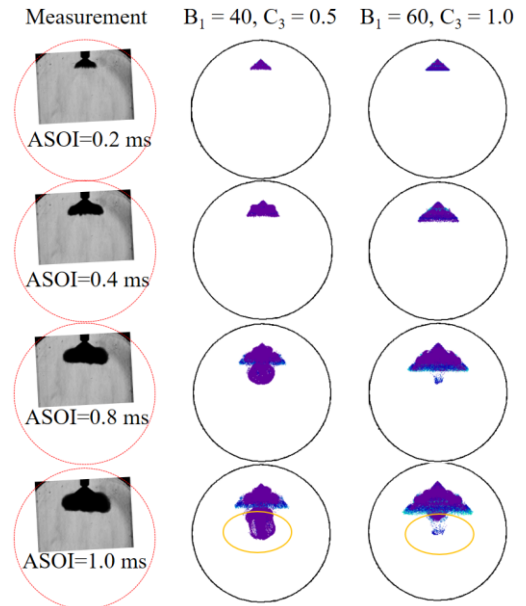 Measurement
B₁ = 40, C₃ = 0.5
B₁ = 60, C₃ = 1.0
ASOI=0.2 ms
ASOI=0.4 ms
ASOI=0.8 ms
ASOI=1.0 ms